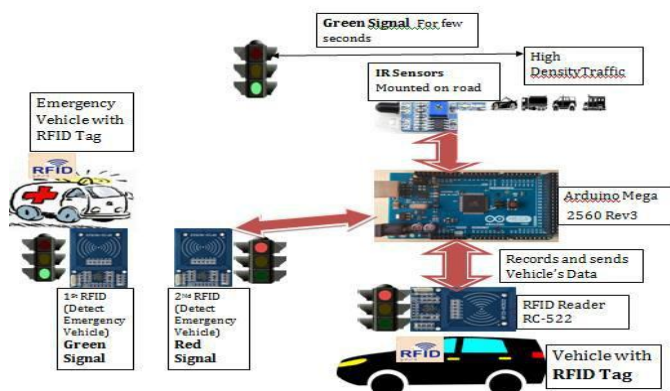 Green Signal For few
seconds
High
DensityTraffic
IR Sensors
Mounted on road
Emergency
Vehicle with
RFID Tag
RFID
Arduino Mega
2560 Rev3
Records and sends
Vehicle's Data
1st RFID
(Detect
Emergency
Vehicle)
Green
Signal
2nd RFID
(Detect
Emergency
Vehicle)
Red
Signal
RFID Reader
RC-522
RFID
Vehicle with
RFID Tag